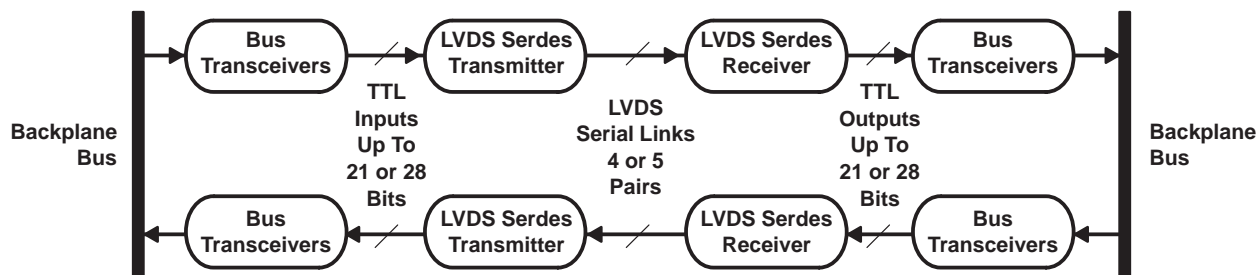 Bus
Transceivers
LVDS Serdes
Transmitter
LVDS Serdes
Receiver
Bus
Transceivers
Backplane
Bus
TTL
Inputs
Up To
21 or 28
Bits
LVDS
Serial Links
4 or 5
Pairs
TTL
Outputs
Up To
21 or 28
Bits
Backplane
Bus
Bus
Transceivers
LVDS Serdes
Transmitter
LVDS Serdes
Receiver
Bus
Transceivers